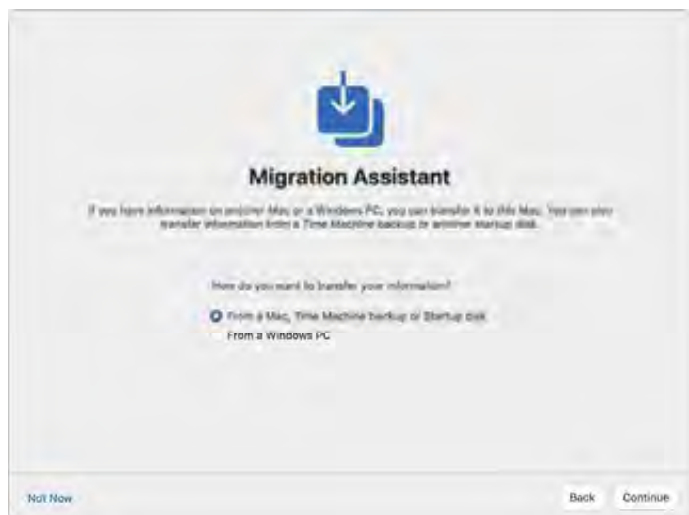 Migration Assistant
If you have information on another Mac or a Windows PC, you can transfer it to this Mac. You can also
transfer information from a Time Machine backup or another startup disk.
How do you want to transfer your information?
From a Mac, Time Machine backup or Startup disk
From a Windows PC
Not Now
Back
Continue